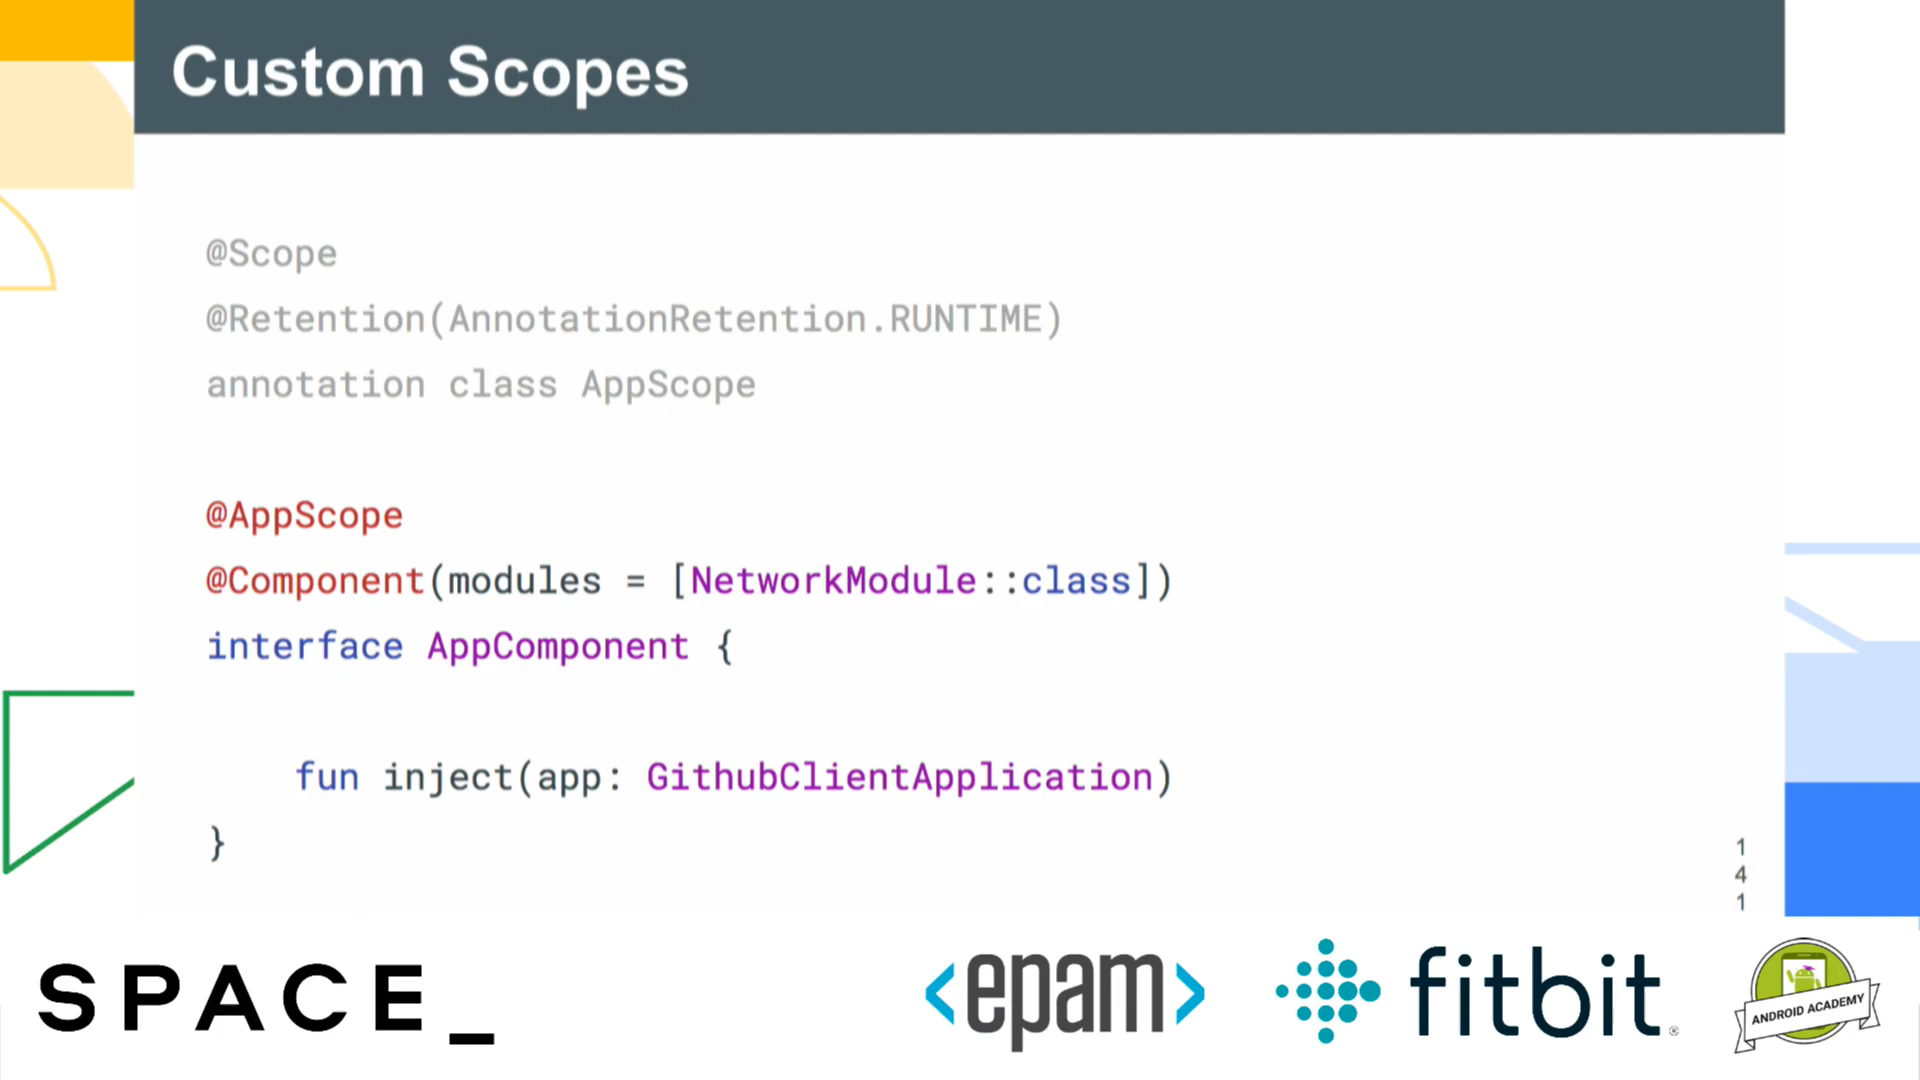 Custom Scopes
@Scope
@Retention(AnnotationRetention.RUNTIME)
annotation class AppScope
@AppScope
@Component(modules = [NetworkModule::class])
interface AppComponent {
fun inject(app: GithubClientApplication)
}
1
4
1
SPACE_
<epam>
fitbit®
ANDROID ACADEMY